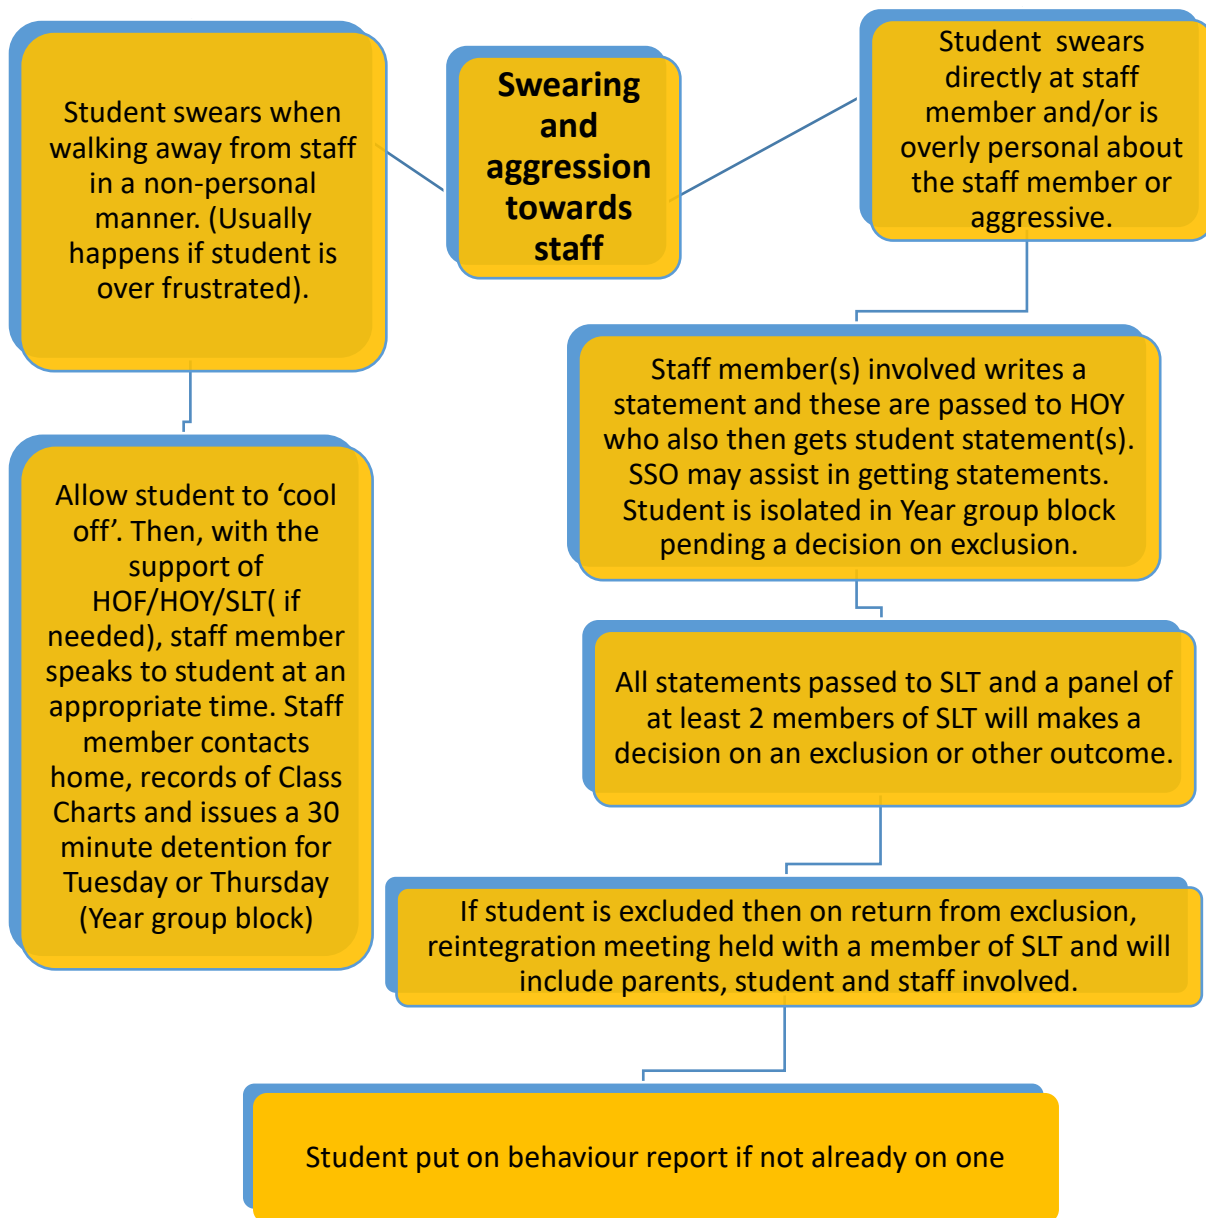 Swearing
and
aggression
towards
staff
Student swears when
walking away from staff
in a non-personal
manner. (Usually
happens if student is
over frustrated).
Allow student to ‘cool
off’. Then, with the
support of
HOF/HOY/SLT( if
needed), staff member
speaks to student at an
appropriate time. Staff
member contacts
home, records of Class
Charts and issues a 30
minute detention for
Tuesday or Thursday
(Year group block)
Student swears
directly at staff
member and/or is
overly personal about
the staff member or
aggressive.
Staff member(s) involved writes a
statement and these are passed to HOY
who also then gets student statement(s).
SSO may assist in getting statements.
Student is isolated in Year group block
pending a decision on exclusion.
All statements passed to SLT and a panel of
at least 2 members of SLT will makes a
decision on an exclusion or other outcome.
If student is excluded then on return from exclusion,
reintegration meeting held with a member of SLT and will
include parents, student and staff involved.
Student put on behaviour report if not already on one